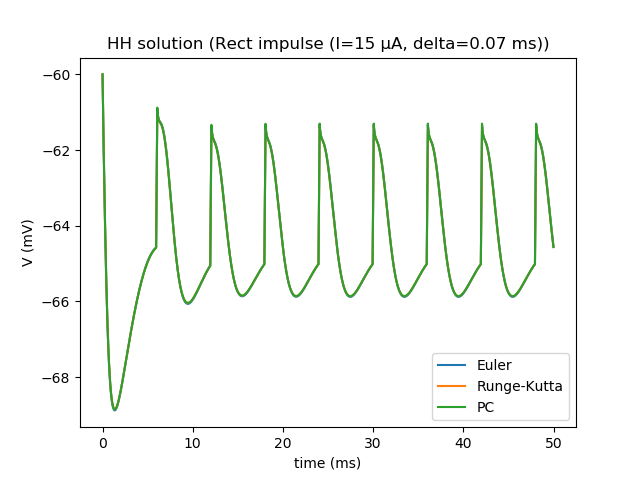 HH solution (Rect impulse (I=15 µA, delta=0.07 ms))
−60
−62
−64
−66
−68
V (mV)
0
10
20
30
40
50
time (ms)
Euler
Runge-Kutta
PC